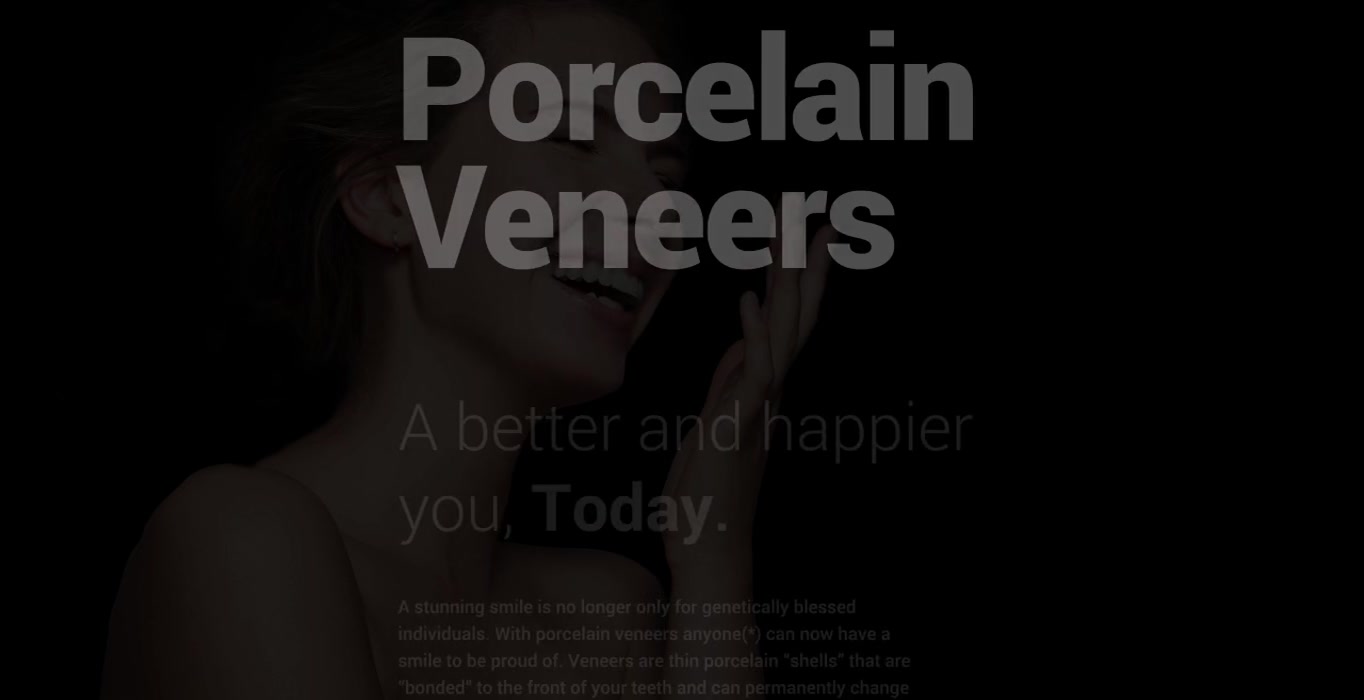 Porcelain
Veneers
A better and happier
you, Today.
A stunning smile is no longer only for genetically blessed
individuals. With porcelain veneers anyone(*) can now have a
smile to be proud of. Veneers are thin porcelain “shells” that are
“bonded” to the front of your teeth and can permanently change